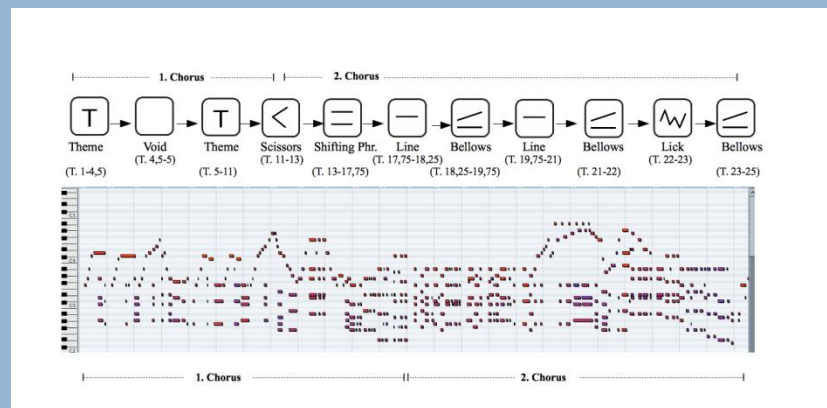 1. Chorus 2. Chorus
T T
Theme Void Theme Scissors Shifting Phr. Line Bellows Line Bellows Lick Bellows
(T. 4,5-5) (T. 11-13) (T. 17,75-18,25) (T. 19,75-21) (T. 22-23)
(T. 1-4,5) (T. 5-11) (T. 13-17,75) (T. 18,25-19,75) (T. 21-22) (T. 23-25)
1. Chorus 2. Chorus